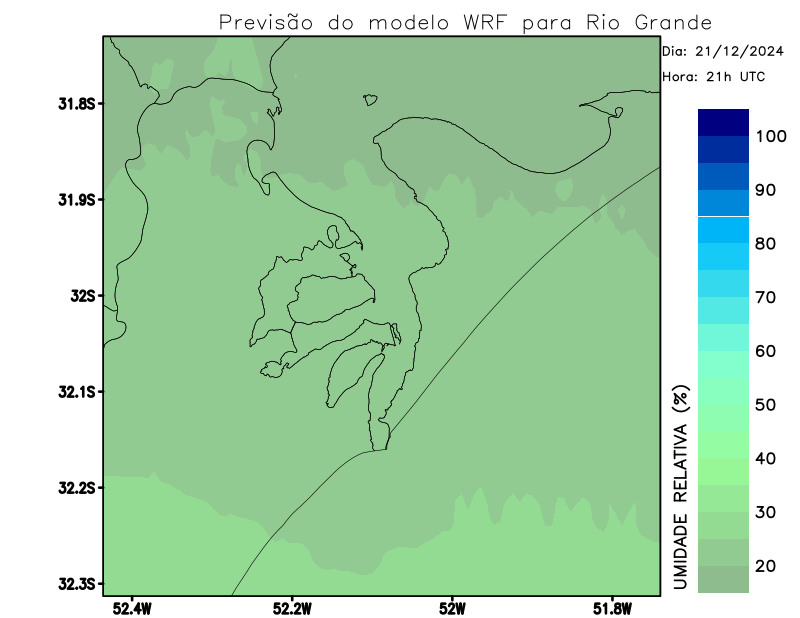 Previsão do modelo WRF para Rio Grande
Dia: 21/12/2024
Hora: 21h UTC
31.8S
31.9S
32S
32.1S
32.2S
32.3S
52.4W
52.2W
52W
51.8W
100
90
80
70
60
50
40
30
20
UMIDADE RELATIVA (%)